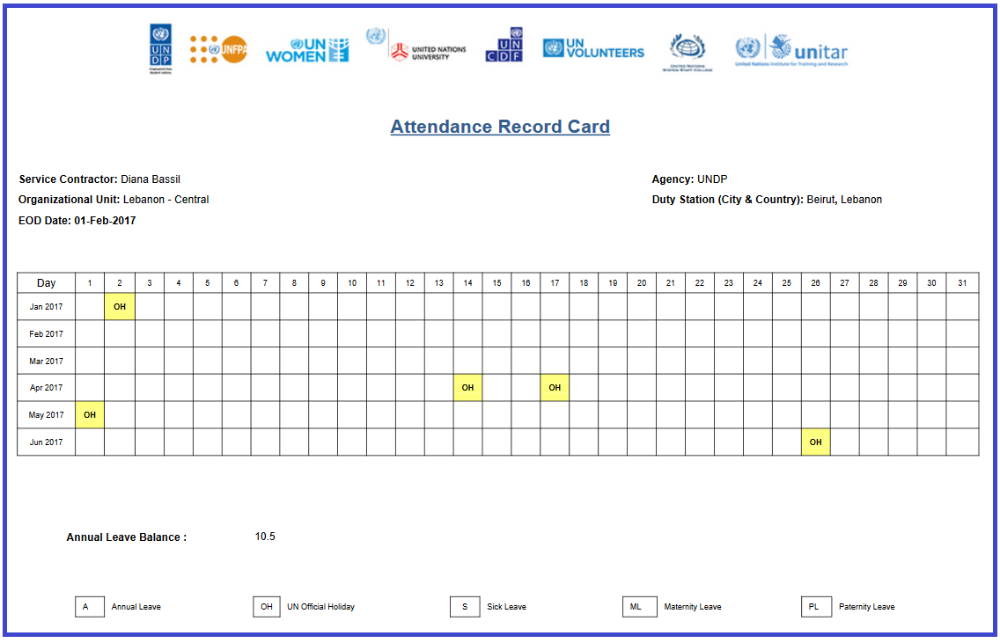 UN
DP
UNFPA
UN
WOMEN
UNITED NATIONS
UNIVERSITY
UN
CDF
UN
VOLUNTEERS
UNITED NATIONS
SYSTEM STAFF COLLEGE
unitar
United Nations Institute for Training and Research
Attendance Record Card
Service Contractor: Diana Bassil Agency: UNDP
Organizational Unit: Lebanon - Central Duty Station (City & Country): Beirut, Lebanon
EOD Date: 01-Feb-2017
Day 1 2 3 4 5 6 7 8 9 10 11 12 13 14 15 16 17 18 19 20 21 22 23 24 25 26 27 28 29 30 31
Jan 2017 OH
Feb 2017
Mar 2017
Apr 2017 OH OH
May 2017 OH
Jun 2017 OH
Annual Leave Balance : 10.5
A Annual Leave OH UN Official Holiday S Sick Leave ML Maternity Leave PL Paternity Leave